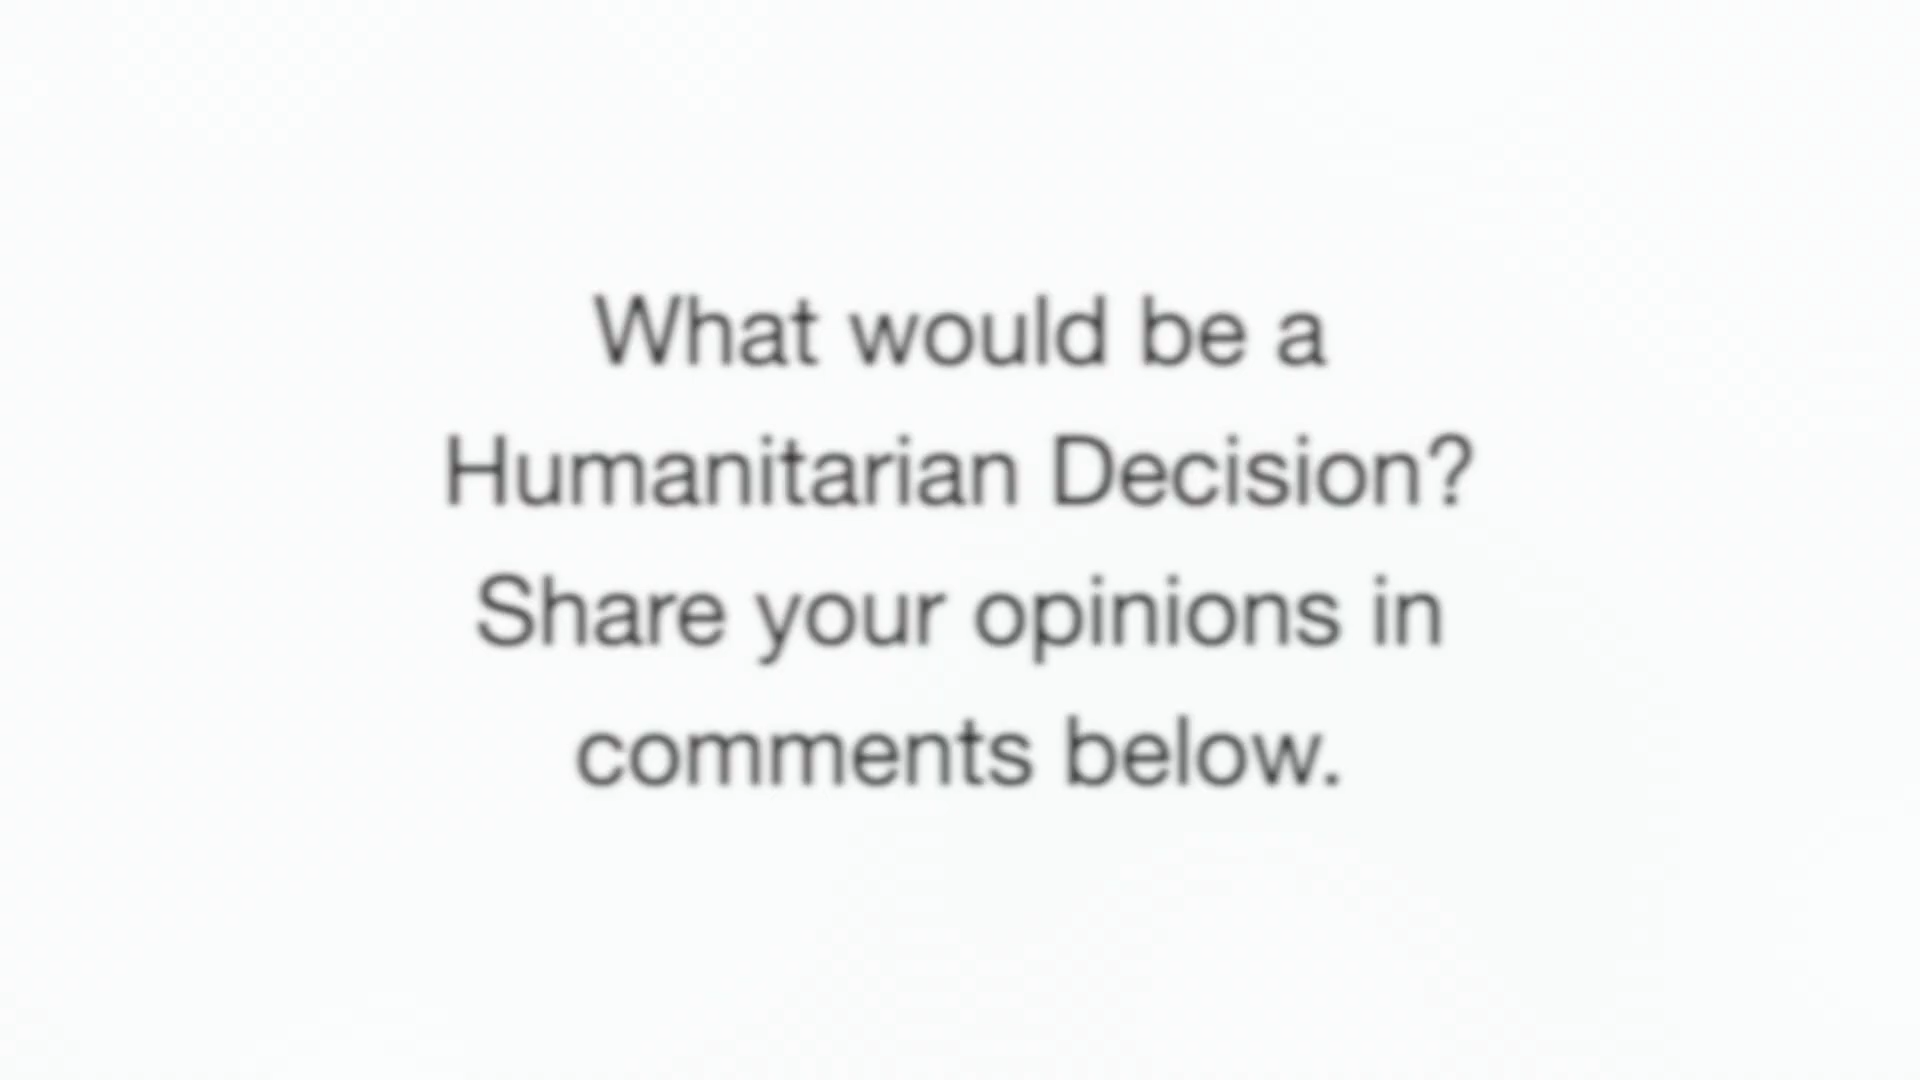 What would be a
Humanitarian Decision?
Share your opinions in
comments below.